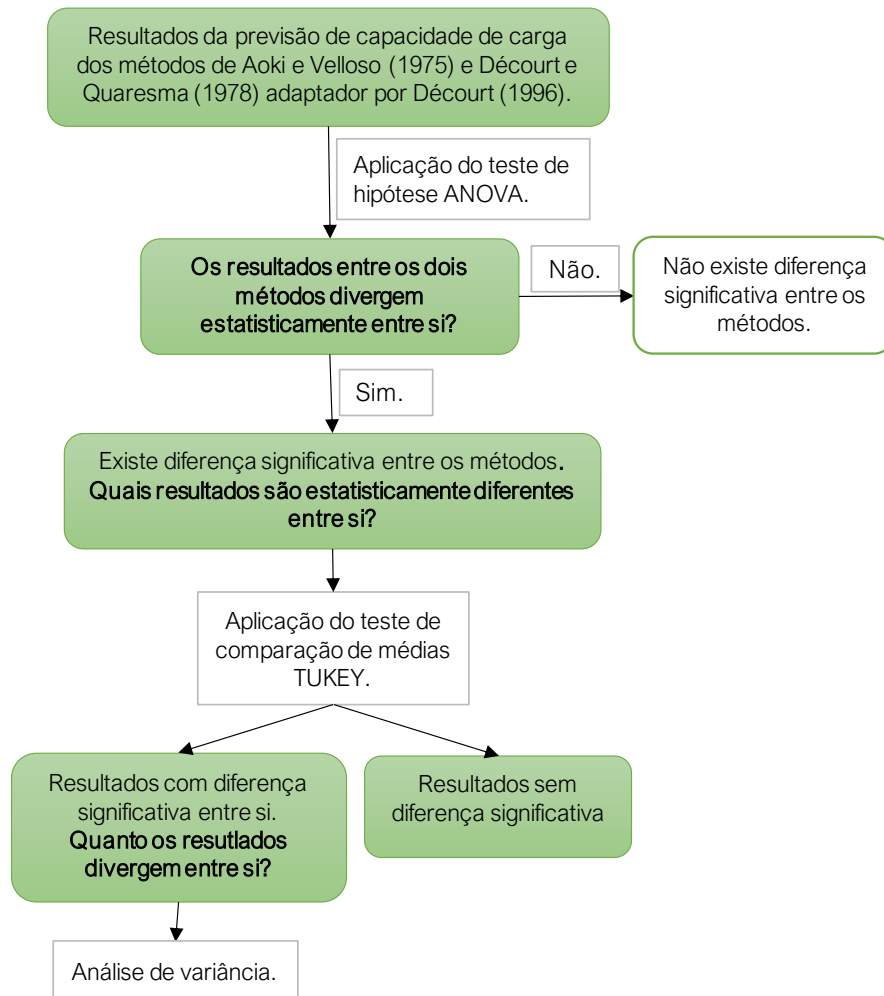 Resultados da previsão de capacidade de carga
dos métodos de Aoki e Velloso (1975) e Décourt e
Quaresma (1978) adaptador por Décourt (1996).
Aplicação do teste de
hipótese ANOVA.
Os resultados entre os dois
métodos divergem
estatisticamente entre si?
Não.
Não existe diferença
significativa entre os
métodos.
Sim.
Existe diferença significativa entre os métodos.
Quais resultados são estatisticamente diferentes
entre si?
Aplicação do teste de
comparação de médias
TUKEY.
Resultados com diferença
significativa entre si.
Quanto os resutlados
divergem entre si?
Resultados sem
diferença significativa
Análise de variância.